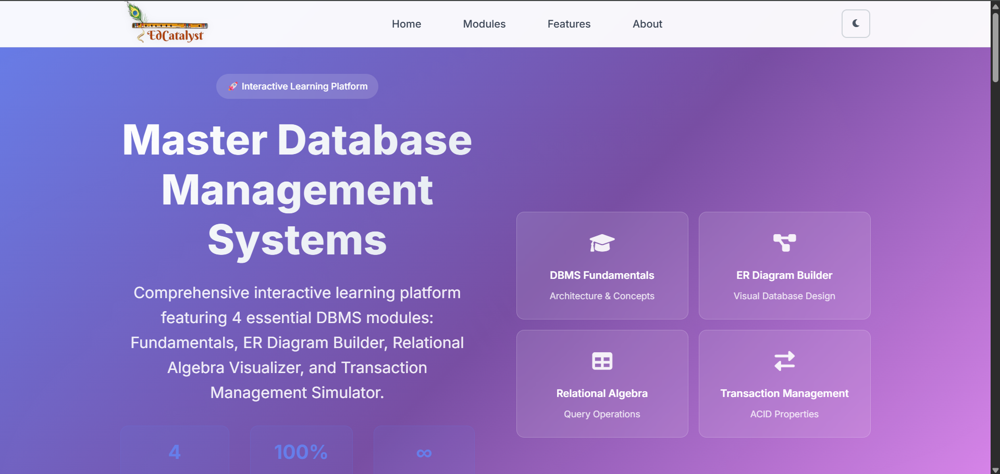 EdCatalyst
Home
Modules
Features
About
🚀 Interactive Learning Platform
Master Database
Management
Systems
Comprehensive interactive learning platform
featuring 4 essential DBMS modules:
Fundamentals, ER Diagram Builder, Relational
Algebra Visualizer, and Transaction
Management Simulator.
4
100%
∞
DBMS Fundamentals
Architecture & Concepts
ER Diagram Builder
Visual Database Design
Relational Algebra
Query Operations
Transaction Management
ACID Properties